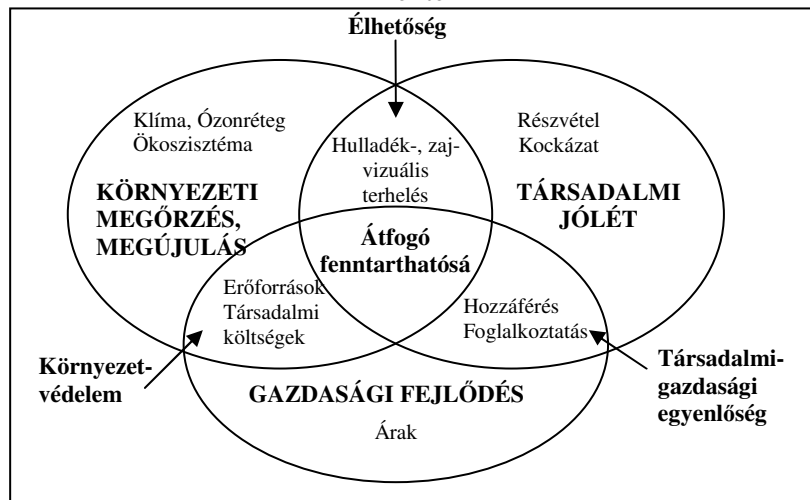 Élhetőség
Klíma, Ózonréteg
Ökoszisztéma
Részvétel
Kockázat
Hulladék-, zaj-
vizuális
terhelés
KÖRNYEZETI
MEGŐRZÉS,
MEGÚJULÁS
TÁRSADALMI
JÓLÉT
Átfogó
fenntarthatósá
Erőforrások
Társadalmi
költségek
Hozzáférés
Foglalkoztatás
Környezet-
védelem
Társadalmi-
gazdasági
egyenlőség
GAZDASÁGI FEJLŐDÉS
Árak